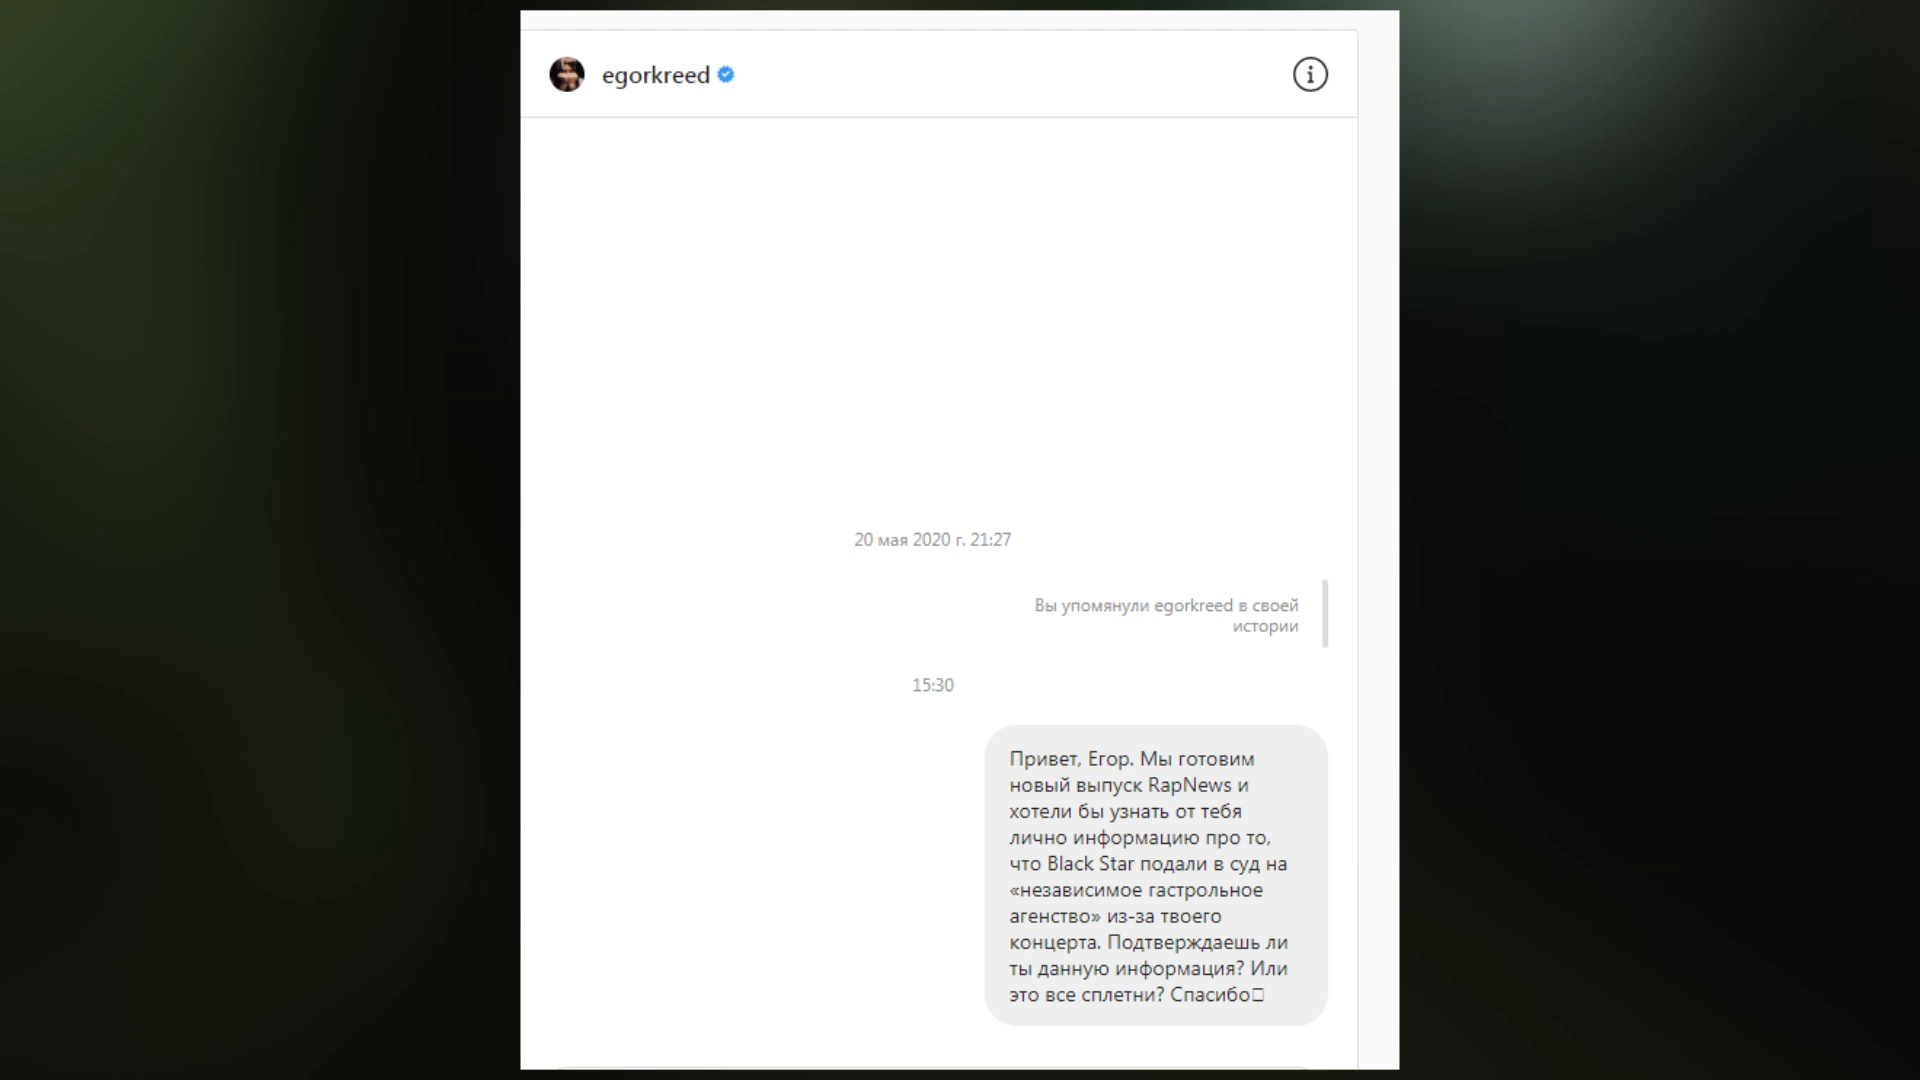 egorkreed
20 мая 2020 г. 21:27
Вы упомянули egorkreed в своей
истории
15:30
Привет, Егор. Мы готовим
новый выпуск RapNews и
хотели бы узнать от тебя
лично информацию про то,
что Black Star подали в суд на
«независимое гастрольное
агенство» из-за твоего
концерта. Подтверждаешь ли
ты данную информация? Или
это все сплетни? Спасибо